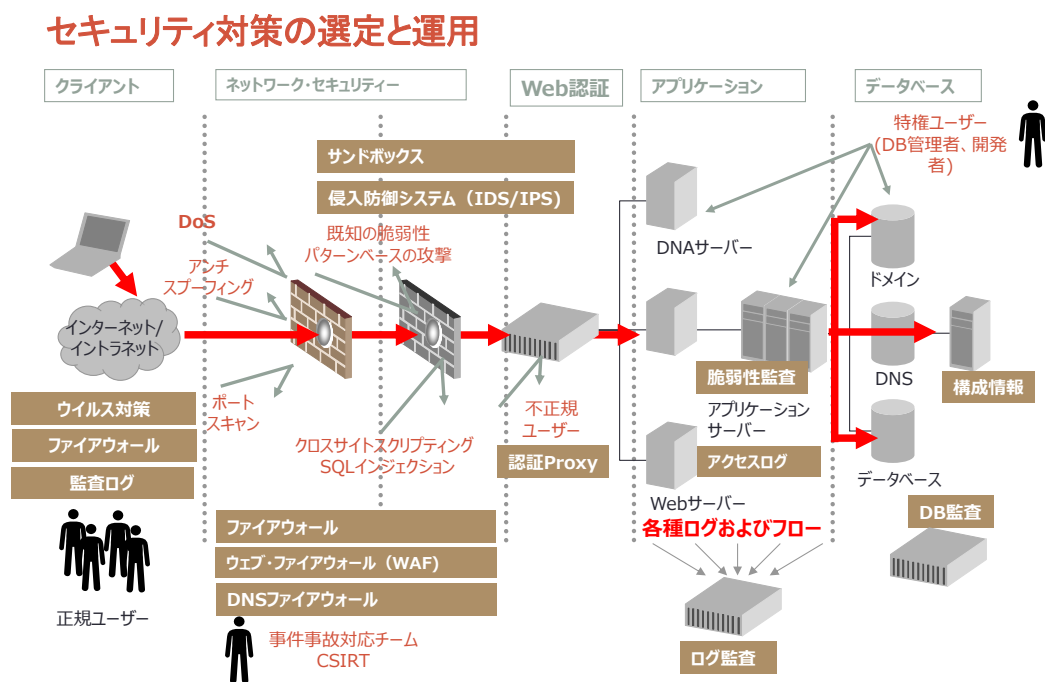 セキュリティ対策の選定と運用
クライアント
ネットワーク・セキュリティー
Web認証
アプリケーション
データベース
特権ユーザー
(DB管理者、開発
者)
サンドボックス
侵入防御システム（IDS/IPS)
DoS
既知の脆弱性
パターンベースの攻撃
アンチ
スプーフィング
DNAサーバー
ドメイン
インターネット/
イントラネット
DNS
構成情報
脆弱性監査
アプリケーション
サーバー
ウイルス対策
ファイアウォール
監査ログ
ポート
スキャン
不正規
ユーザー
クロスサイトスクリプティング
SQLインジェクション
認証Proxy
アクセスログ
データベース
Webサーバー
各種ログおよびフロー
DB監査
ファイアウォール
ウェブ・ファイアウォール（WAF)
DNSファイアウォール
正規ユーザー
事件事故対応チーム
CSIRT
ログ監査